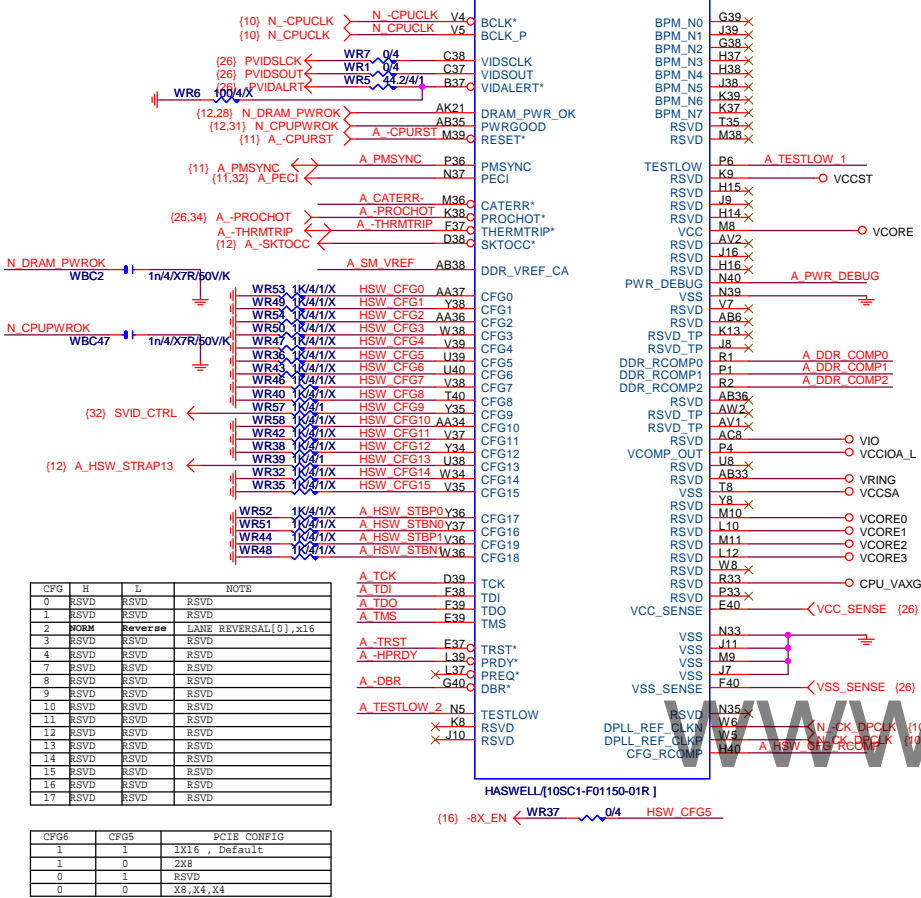 {10} N_-CPUCLK N_-CPUCLK V4 BCLK* BPM_N0 G39
{10} N_CPUCLK N_CPUCLK V5 BCLK_P BPM_N1 J39
BPM_N2 G38
{26} PVIDSLCK WR7 0/4 C38 VIDSCLK BPM_N3 H37
{26} PVIDSOUT WR1 0/4 C37 VIDSOUT BPM_N4 H38
{26} -PVIDALRT WR5 44.2/4/1 B37 VIDALERT* BPM_N5 J38
WR6 100/4/X BPM_N6 K39
{12,28} N_DRAM_PWROK AK21 DRAM_PWR_OK BPM_N7 K37
{12,31} N_CPUPWROK AB35 PWRGOOD RSVD T35
{11} A_-CPURST A_-CPURST M39 RESET* RSVD M38
{11} A_PMSYNC A_PMSYNC P36 PMSYNC TESTLOW P6 A_TESTLOW_1
{11,32} A_PECI N37 PECI RSVD K9 VCCST
RSVD H15
A_CATERR- M36 CATERR* RSVD J9
{26,34} A_-PROCHOT A_-PROCHOT K38 PROCHOT* RSVD H14
A_-THRMTRIP A_-THRMTRIP F37 THERMTRIP* VCC M8 VCORE
{12} A_-SKTOCC D38 SKTOCC* RSVD AV2
RSVD J16
N_DRAM_PWROK WBC2 1n/4/X7R/50V/K A_SM_VREF AB38 DDR_VREF_CA RSVD H16
PWR_DEBUG N40 A_PWR_DEBUG
WR53 1K/4/1/X HSW_CFG0 AA37 CFG0 VSS N39
WR49 1K/4/1/X HSW_CFG1 Y38 CFG1 RSVD V7
WR54 1K/4/1/X HSW_CFG2 AA36 CFG2 RSVD AB6
N_CPUPWROK WBC47 1n/4/X7R/50V/K WR50 1K/4/1/X HSW_CFG3 W38 CFG3 RSVD_TP K13
WR47 1K/4/1/X HSW_CFG4 V39 CFG4 RSVD_TP J8
WR36 1K/4/1/X HSW_CFG5 U39 CFG5 DDR_RCOMP0 R1 A_DDR_COMP0
WR43 1K/4/1/X HSW_CFG6 U40 CFG6 DDR_RCOMP1 P1 A_DDR_COMP1
WR46 1K/4/1/X HSW_CFG7 V38 CFG7 DDR_RCOMP2 R2 A_DDR_COMP2
WR40 1K/4/1/X HSW_CFG8 T40 CFG8 RSVD AB36
{32} SVID_CTRL WR57 1K/4/1 HSW_CFG9 Y35 CFG9 RSVD_TP AW2
WR58 1K/4/1/X HSW_CFG10 AA34 CFG10 RSVD_TP AV1
WR42 1K/4/1/X HSW_CFG11 V37 CFG11 RSVD AC8 VIO
WR38 1K/4/1/X HSW_CFG12 Y34 CFG12 VCOMP_OUT P4 VCCIOA_L
{12} A_HSW_STRAP13 WR39 1K/4/1 HSW_CFG13 U38 CFG13 RSVD U8
WR32 1K/4/1/X HSW_CFG14 W34 CFG14 RSVD AB33 VRING
WR35 1K/4/1/X HSW_CFG15 V35 CFG15 VSS T8 VCCSA
RSVD Y8
WR52 1K/4/1/X A_HSW_STBP0 Y36 CFG17 RSVD M10 VCORE0
WR51 1K/4/1/X A_HSW_STBN0 Y37 CFG16 RSVD L10 VCORE1
WR44 1K/4/1/X A_HSW_STBP1 V36 CFG19 RSVD M11 VCORE2
WR48 1K/4/1/X A_HSW_STBN1 W36 CFG18 RSVD L12 VCORE3
RSVD W8
A_TCK D39 TCK RSVD R33 CPU_VAXG
A_TDI F38 TDI RSVD P33
A_TDO F39 TDO VCC_SENSE E40 VCC_SENSE {26}
A_TMS E39 TMS
A_-TRST E37 TRST* VSS N33
A_-HPRDY L39 PRDY* VSS J11
L37 PREQ* VSS M9
A_-DBR G40 DBR* VSS J7
VSS_SENSE F40 VSS_SENSE {26}
A_TESTLOW_2 N5 TESTLOW RSVD N35
K8 RSVD DPLL_REF_CLKN W6 N_-CK_DPCLK {10
J10 RSVD DPLL_REF_CLKP W5 N_CK_DPCLK {10
CFG_RCOMP H40 A_HSW_CFG_RCOMP
WWW
HASWELL/[10SC1-F01150-01R ]
{16} -8X_EN WR37 0/4 HSW_CFG5
CFG H L NOTE
0 RSVD RSVD RSVD
1 RSVD RSVD RSVD
2 NORM Reverse LANE REVERSAL[0],x16
3 RSVD RSVD RSVD
4 RSVD RSVD RSVD
7 RSVD RSVD RSVD
8 RSVD RSVD RSVD
9 RSVD RSVD RSVD
10 RSVD RSVD RSVD
11 RSVD RSVD RSVD
12 RSVD RSVD RSVD
13 RSVD RSVD RSVD
14 RSVD RSVD RSVD
15 RSVD RSVD RSVD
16 RSVD RSVD RSVD
17 RSVD RSVD RSVD
CFG6 CFG5 PCIE CONFIG
1 1 1X16 , Default
1 0 2X8
0 1 RSVD
0 0 X8,X4,X4